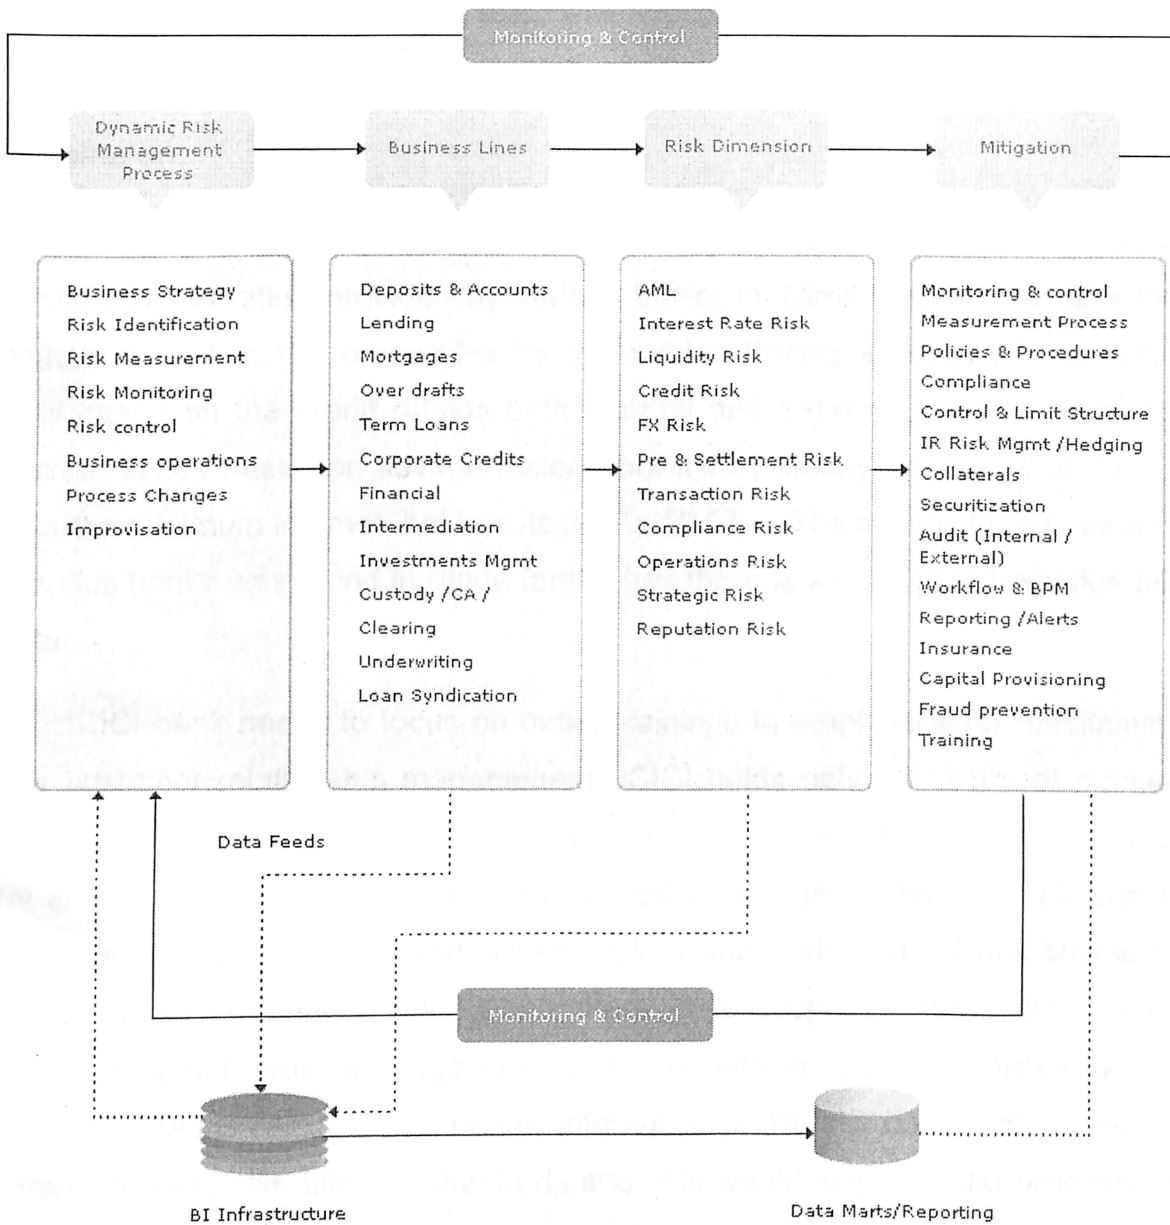 Monitoring & Control
Dynamic Risk
Management
Process
Business Lines
Risk Dimension
Mitigation
Business Strategy
Risk Identification
Risk Measurement
Risk Monitoring
Risk control
Business operations
Process Changes
Improvisation
Deposits & Accounts
Lending
Mortgages
Over drafts
Term Loans
Corporate Credits
Financial
Intermediation
Investments Mgmt
Custody /CA /
Clearing
Underwriting
Loan Syndication
AML
Interest Rate Risk
Liquidity Risk
Credit Risk
FX Risk
Pre & Settlement Risk
Transaction Risk
Compliance Risk
Operations Risk
Strategic Risk
Reputation Risk
Monitoring & control
Measurement Process
Policies & Procedures
Compliance
Control & Limit Structure
IR Risk Mgmt /Hedging
Collaterals
Securitization
Audit (Internal /
External)
Workflow & BPM
Reporting /Alerts
Insurance
Capital Provisioning
Fraud prevention
Training
Data Feeds
Monitoring & Control
BI Infrastructure
Data Marts/Reporting